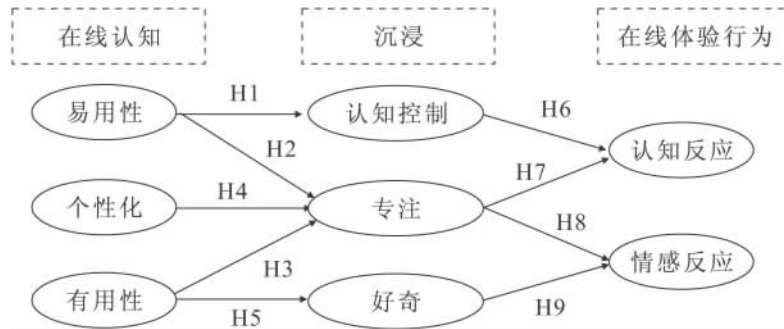 在线认知 沉浸 在线体验行为
易用性 H1 认知控制 H6
认知反应
H2 H7
个性化 H4 专注
H8
H3 情感反应
有用性 H5 好奇 H9